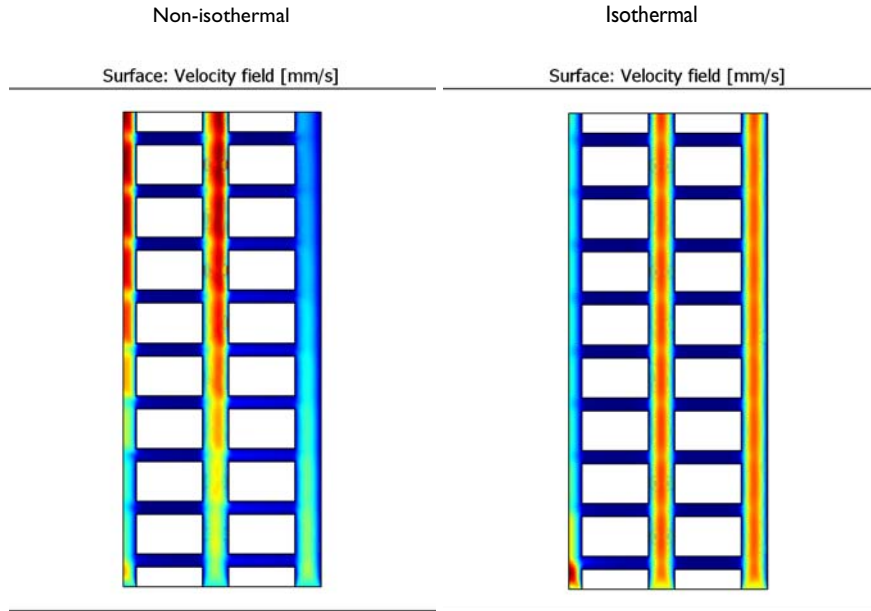 Non-isothermal
Isothermal
Surface: Velocity field [mm/s]
Surface: Velocity field [mm/s]